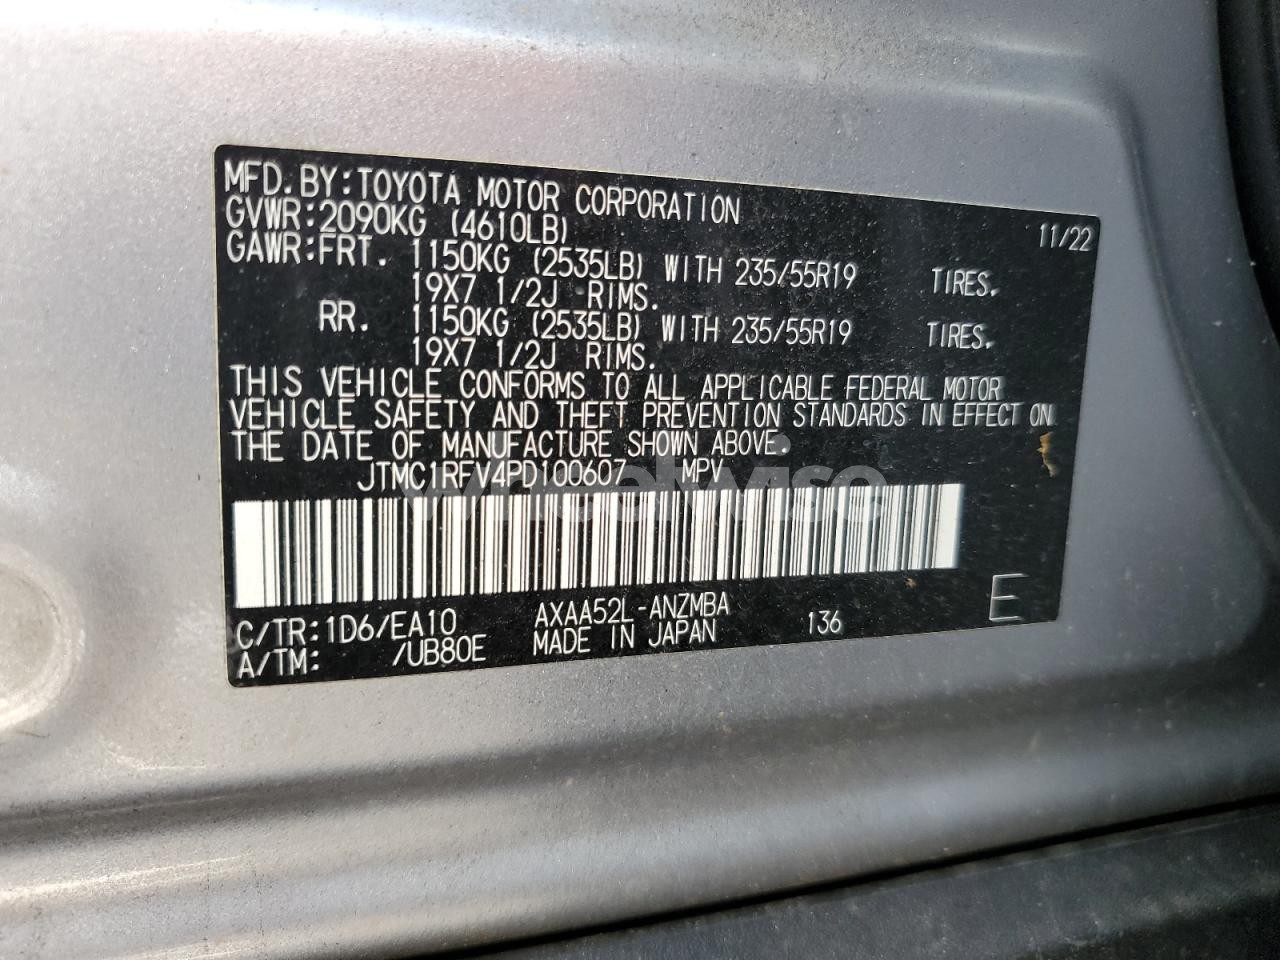 MFD.BY:TOYOTA MOTOR CORPORATION 11/22
GVWR:2090KG (4610LB)
GAWR:FRT. 1150KG (2535LB) WITH 235/55R19 TIRES.
19X7 1/2J RIMS.
RR. 1150KG (2535LB) WITH 235/55R19 TIRES.
19X7 1/2J RIMS.
THIS VEHICLE CONFORMS TO ALL APPLICABLE FEDERAL MOTOR
VEHICLE SAFETY AND THEFT PREVENTION STANDARDS IN EFFECT ON
THE DATE OF MANUFACTURE SHOWN ABOVE.
JTMC1RFV4PD100607 MPV
wheelwise
C/TR:1D6/EA10 AXAA52L-ANZMBA 136 E
A/TM: /UB80E MADE IN JAPAN